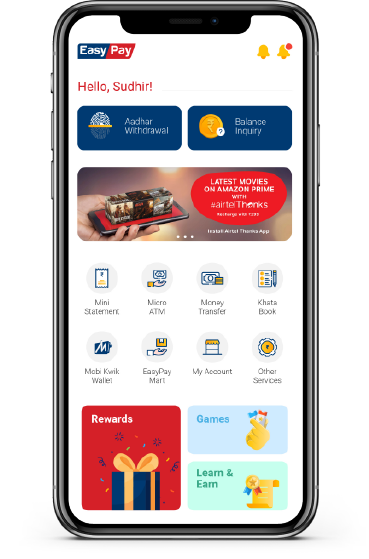 Easy Pay
Hello, Sudhir!
Aadhar
Withdrawal
Balance
Inquiry
LATEST MOVIES
ON AMAZON PRIME
WITH
#airtelThanks
Install Airtel Thanks App
Mini
Statement
Micro
ATM
Money
Transfer
Khata
Book
Mobi Kwik
Wallet
EasyPay
Mart
My Account
Other
Services
Rewards
Games
Learn &
Earn